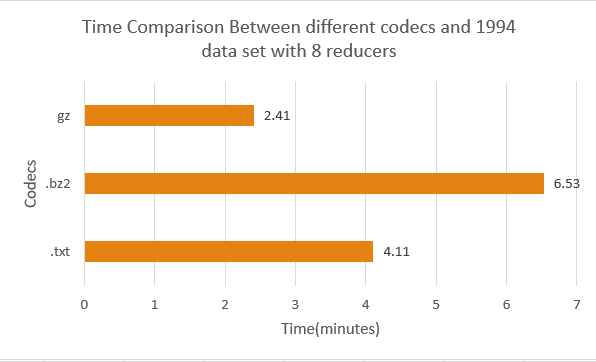 Time Comparison Between different codecs and 1994
data set with 8 reducers
gz
2.41
Codecs
.bz2
6.53
.txt
4.11
0 1 2 3 4 5 6 7
Time(minutes)